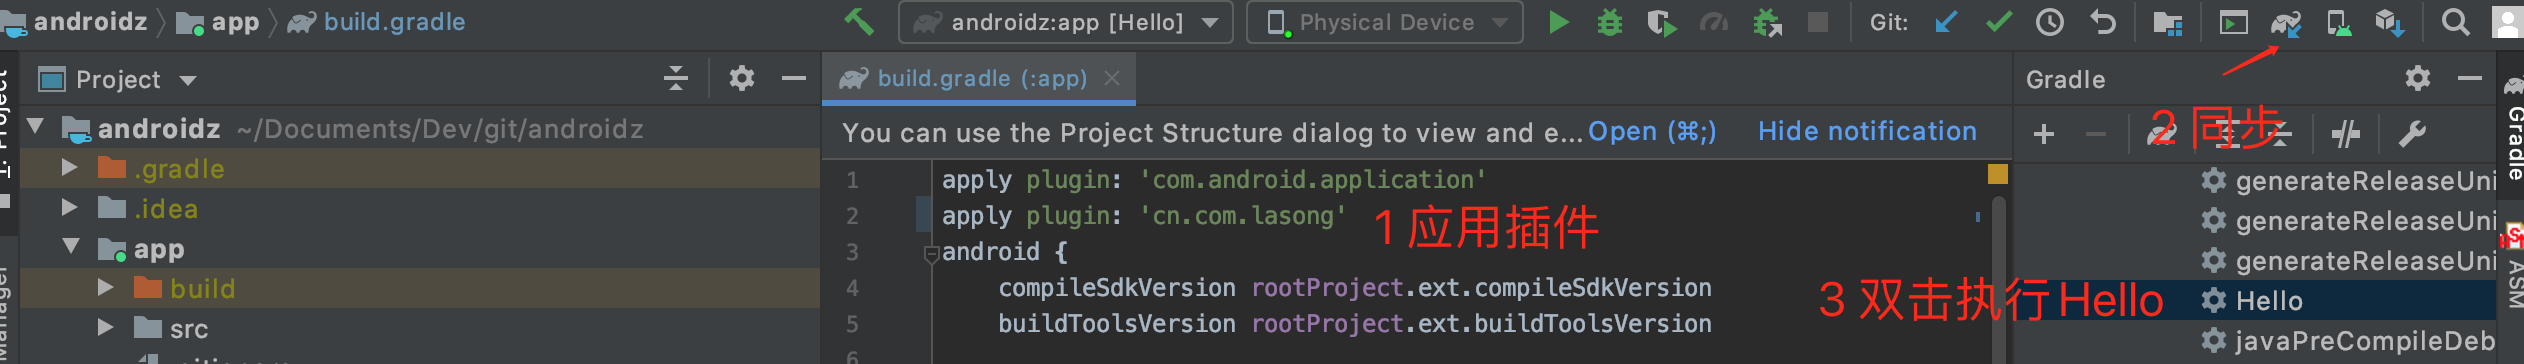 androidz
app
build.gradle
androidz:app [Hello]
Physical Device
Git:
Project
build.gradle (:app)
Gradle
androidz ~/Documents/Dev/git/androidz
.gradle
.idea
app
build
src
You can use the Project Structure dialog to view and e... Open (⌘;) Hide notification
1 apply plugin: 'com.android.application'
2 apply plugin: 'cn.com.lasong'
3 android {
4 compileSdkVersion rootProject.ext.compileSdkVersion
5 buildToolsVersion rootProject.ext.buildToolsVersion
6
1 应用插件
2 同步
3 双击执行Hello
generateReleaseUni
generateReleaseUni
generateReleaseUni
Hello
javaPreCompileDeb
Gradle
ASM